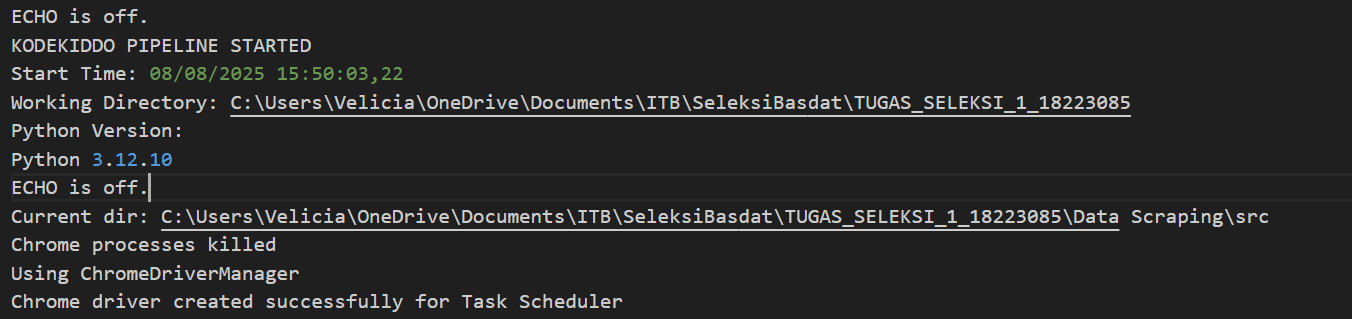 ECHO is off.
KODEKIDDO PIPELINE STARTED
Start Time: 08/08/2025 15:50:03,22
Working Directory: C:\Users\Velicia\OneDrive\Documents\ITB\SeleksiBasdat\TUGAS_SELEKSI_1_18223085
Python Version:
Python 3.12.10
ECHO is off.
Current dir: C:\Users\Velicia\OneDrive\Documents\ITB\SeleksiBasdat\TUGAS_SELEKSI_1_18223085\Data Scraping\src
Chrome processes killed
Using ChromeDriverManager
Chrome driver created successfully for Task Scheduler